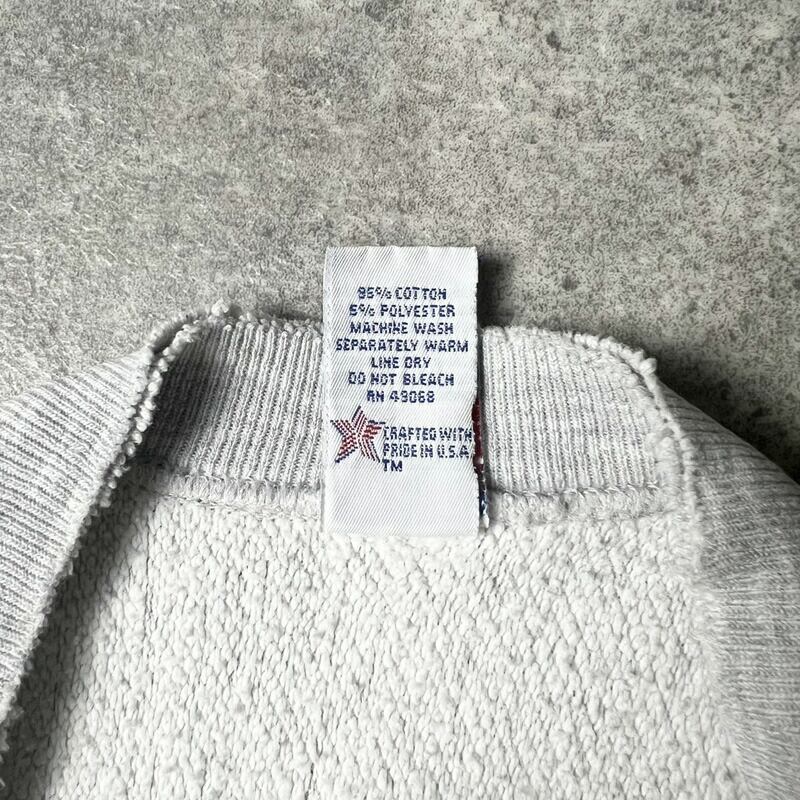 95% COTTON
5% POLYESTER
MACHINE WASH
SEPARATELY WARM
LINE DRY
DO NOT BLEACH
RN 49068
CRAFTED WITH
PRIDE IN U.S.A
TM